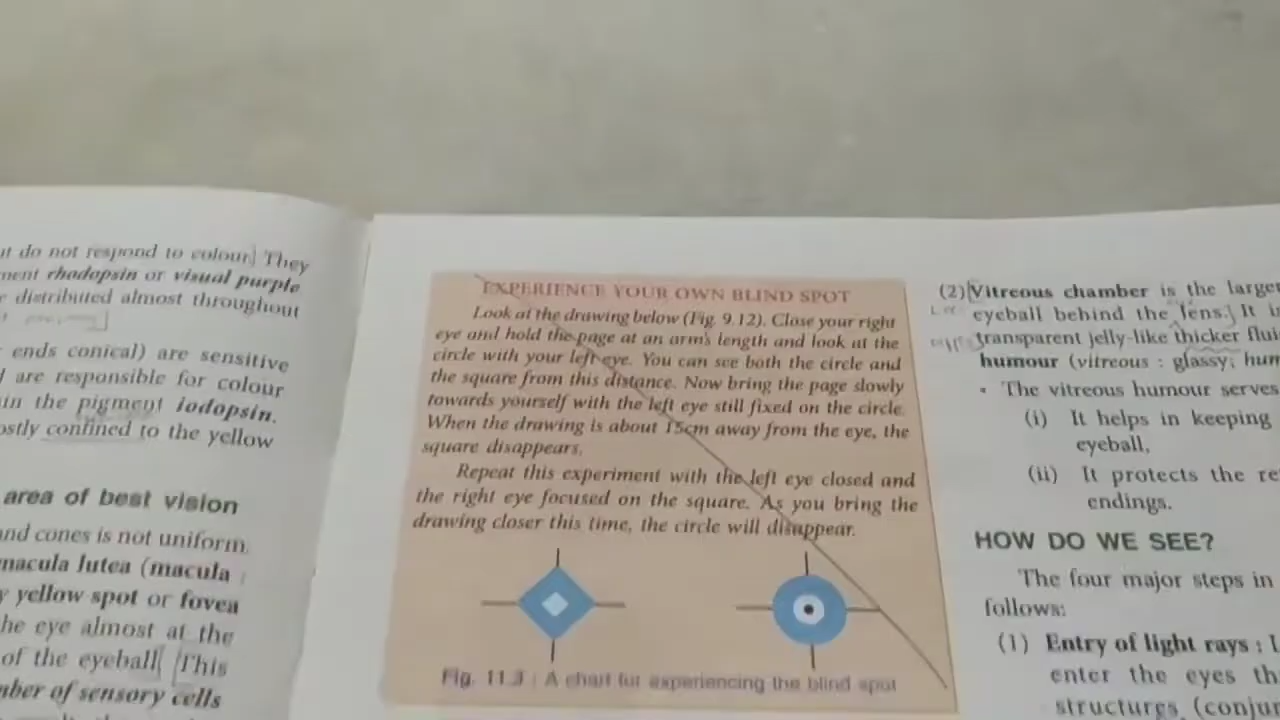 ut do not respond to colour. They
ment rhodopsin or visual purple
distributed almost throughout
ends conical) are sensitive
are responsible for colour
in the pigment iodopsin.
ostly confined to the yellow
area of best vision
and cones is not uniform.
macula lutea (macula :
y yellow spot or fovea
he eye almost at the
of the eyeball. This
nber of sensory cells
EXPERIENCE YOUR OWN BLIND SPOT
Look at the drawing below (Fig. 9.12). Close your right
eye and hold the page at an arm's length and look at the
circle with your left eye. You can see both the circle and
the square from this distance. Now bring the page slowly
towards yourself with the left eye still fixed on the circle.
When the drawing is about 15cm away from the eye, the
square disappears.
Repeat this experiment with the left eye closed and
the right eye focused on the square. As you bring the
drawing closer this time, the circle will disappear.
Fig. 11.3 : A chart for experiencing the blind spot
(2) Vitreous chamber is the larger
eyeball behind the lens. It is
transparent jelly-like thicker flui
humour (vitreous : glassy; hum
• The vitreous humour serves
(i) It helps in keeping
eyeball,
(ii) It protects the re
endings.
HOW DO WE SEE?
The four major steps in
follows:
(1) Entry of light rays : L
enter the eyes th
structures (conjun